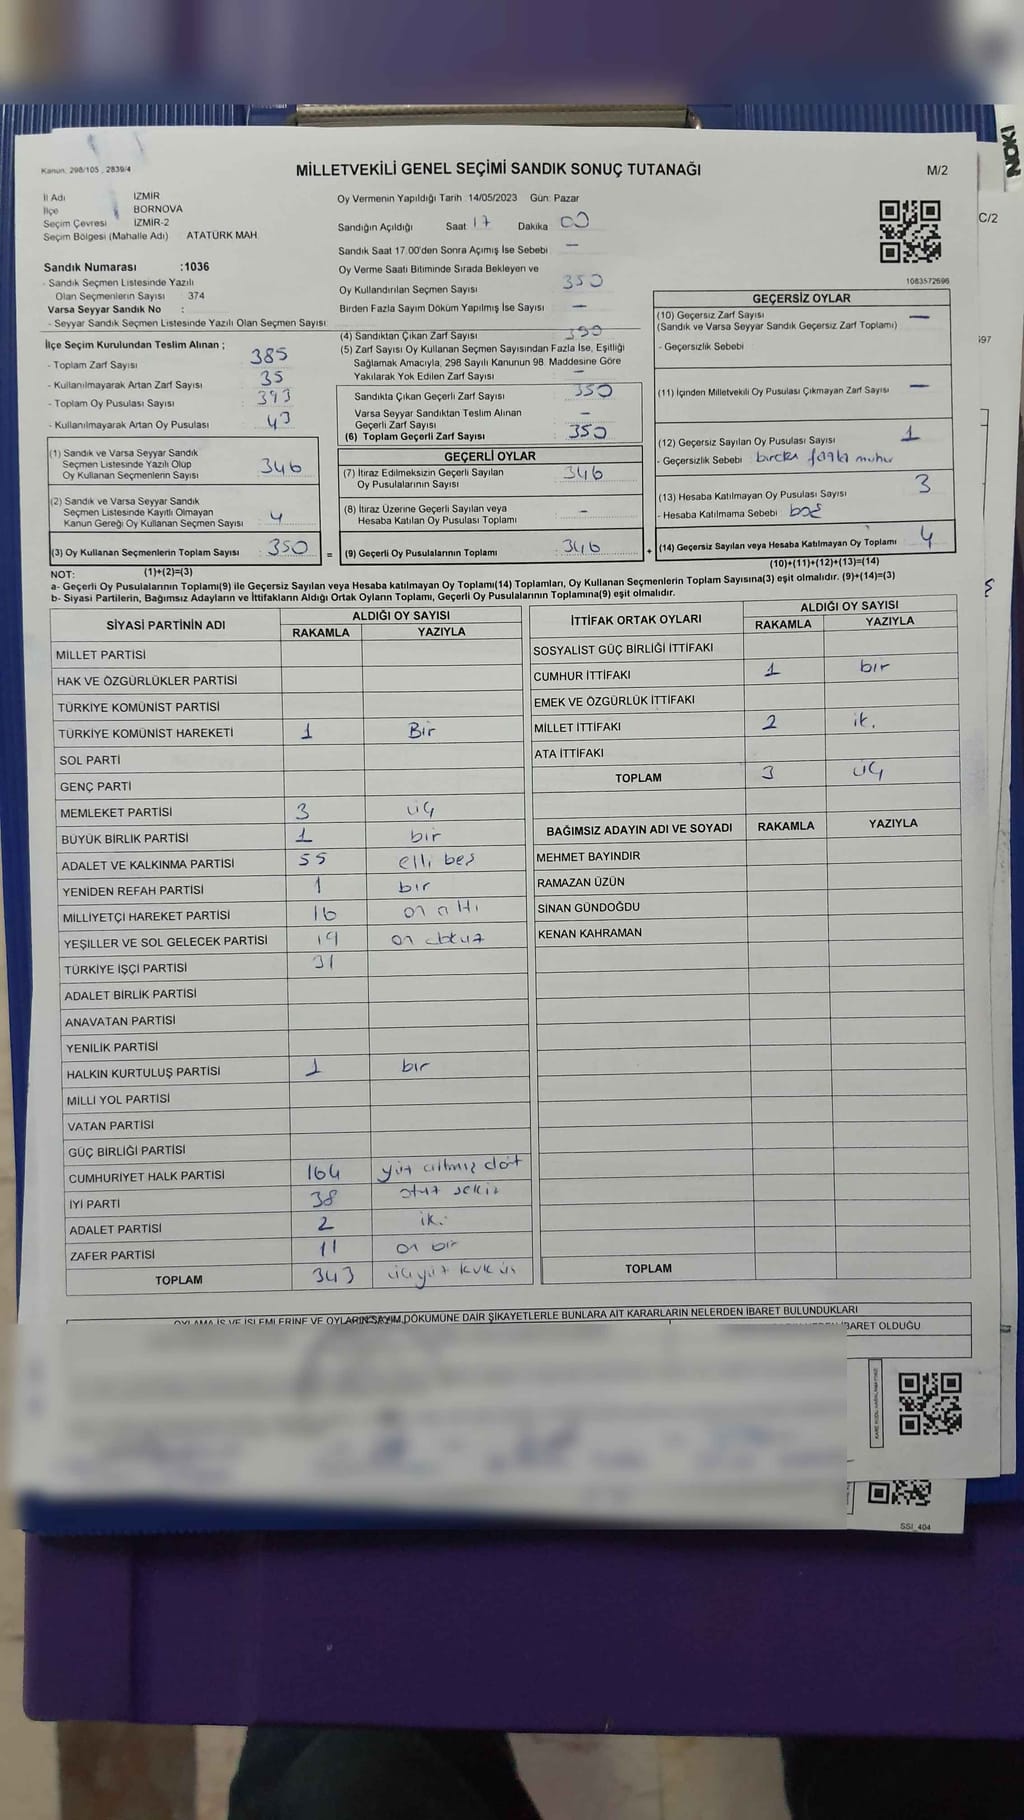 Kanun, 298/105 , 2839/4
MİLLETVEKİLİ GENEL SEÇİMİ SANDIK SONUÇ TUTANAĞI
M/2
İl Adı İZMİR
İlçe BORNOVA
Seçim Çevresi İZMİR-2
Seçim Bölgesi (Mahalle Adı) ATATÜRK MAH.
Oy Vermenin Yapıldığı Tarih 14/05/2023 Gün: Pazar
Sandığın Açıldığı Saat 17 Dakika 00
Sandık Saat 17.00'den Sonra Açımış İse Sebebi —
Oy Verme Saati Bitiminde Sırada Bekleyen ve
Oy Kullandırılan Seçmen Sayısı 350
Birden Fazla Sayım Döküm Yapılmış İse Sayısı —
NOKI
C/2
1083572696
Sandık Numarası :1036
- Sandık Seçmen Listesinde Yazılı
Olan Seçmenlerin Sayısı 374
Varsa Seyyar Sandık No :
- Seyyar Sandık Seçmen Listesinde Yazılı Olan Seçmen Sayısı:
İlçe Seçim Kurulundan Teslim Alınan ;
- Toplam Zarf Sayısı : 385
- Kullanılmayarak Artan Zarf Sayısı : 35
- Toplam Oy Pusulası Sayısı : 393
- Kullanılmayarak Artan Oy Pusulası : 43
(1) Sandık ve Varsa Seyyar Sandık
Seçmen Listesinde Yazılı Olup
Oy Kullanan Seçmen Sayısı : 346
(2) Sandık ve Varsa Seyyar Sandık
Seçmen Listesinde Kayıtlı Olmayan
Kanun Gereği Oy Kullanan Seçmen Sayısı : 4
(3) Oy Kullanan Seçmenlerin Toplam Sayısı : 350 =
(1)+(2)=(3)
(4) Sandıktan Çıkan Zarf Sayısı : 350
(5) Zarf Sayısı Oy Kullanan Seçmen Sayısından Fazla İse, Eşitliği
Sağlamak Amacıyla, 298 Sayılı Kanunun 98. Maddesine Göre
Yakılarak Yok Edilen Zarf Sayısı : —
Sandıkta Çıkan Geçerli Zarf Sayısı : 350
Varsa Seyyar Sandıktan Teslim Alınan
Geçerli Zarf Sayısı : —
(6) Toplam Geçerli Zarf Sayısı : 350
GEÇERLİ OYLAR
(7) İtiraz Edilmeksizin Geçerli Sayılan
Oy Pusulalarının Sayısı : 346
(8) İtiraz Üzerine Geçerli Sayılan veya
Hesaba Katılan Oy Pusulası Toplamı : -
(9) Geçerli Oy Pusulalarının Toplamı : 346 +
GEÇERSİZ OYLAR
(10) Geçersiz Zarf Sayısı —
(Sandık ve Varsa Seyyar Sandık Geçersiz Zarf Toplamı)
- Geçersizlik Sebebi
(11) İçinden Milletvekili Oy Pusulası Çıkmayan Zarf Sayısı —
(12) Geçersiz Sayılan Oy Pusulası Sayısı 1
- Geçersizlik Sebebi fazla mühür
(13) Hesaba Katılmayan Oy Pusulası Sayısı 3
- Hesaba Katılmama Sebebi boş
(14) Geçersiz Sayılan veya Hesaba Katılmayan Oy Toplamı 4
(10)+(11)+(12)+(13)=(14)
NOT:
a- Geçerli Oy Pusulalarının Toplamı(9) ile Geçersiz Sayılan veya Hesaba katılmayan Oy Toplamı(14) Toplamları, Oy Kullanan Seçmenlerin Toplam Sayısına(3) eşit olmalıdır. (9)+(14)=(3)
b- Siyasi Partilerin, Bağımsız Adayların ve İttifakların Aldığı Ortak Oyların Toplamı, Geçerli Oy Pusulalarının Toplamına(9) eşit olmalıdır.
SİYASİ PARTİNİN ADI ALDIĞI OY SAYISI
RAKAMLA YAZIYLA
MİLLET PARTİSİ
HAK VE ÖZGÜRLÜKLER PARTİSİ
TÜRKİYE KOMÜNİST PARTİSİ
TÜRKİYE KOMÜNİST HAREKETİ 1 Bir
SOL PARTİ
GENÇ PARTİ
MEMLEKET PARTİSİ 3 üç
BÜYÜK BİRLİK PARTİSİ 1 bir
ADALET VE KALKINMA PARTİSİ 55 elli beş
YENİDEN REFAH PARTİSİ 1 bir
MİLLİYETÇİ HAREKET PARTİSİ 16 on altı
YEŞİLLER VE SOL GELECEK PARTİSİ 19 on dokuz
TÜRKİYE İŞÇİ PARTİSİ 31
ADALET BİRLİK PARTİSİ
ANAVATAN PARTİSİ
YENİLİK PARTİSİ
HALKIN KURTULUŞ PARTİSİ 1 bir
MİLLİ YOL PARTİSİ
VATAN PARTİSİ
GÜÇ BİRLİĞİ PARTİSİ
CUMHURİYET HALK PARTİSİ 164 yüz altmış dört
İYİ PARTİ 38 otuz sekiz
ADALET PARTİSİ 2 iki
ZAFER PARTİSİ 11 on bir
TOPLAM 343 üçyüz kırk üç
İTTİFAK ORTAK OYLARI ALDIĞI OY SAYISI
RAKAMLA YAZIYLA
SOSYALİST GÜÇ BİRLİĞİ İTTİFAKI
CUMHUR İTTİFAKI 1 bir
EMEK VE ÖZGÜRLÜK İTTİFAKI
MİLLET İTTİFAKI 2 iki
ATA İTTİFAKI
TOPLAM 3 üç
BAĞIMSIZ ADAYIN ADI VE SOYADI RAKAMLA YAZIYLA
MEHMET BAYINDIR
RAMAZAN ÜZÜN
SİNAN GÜNDOĞDU
KENAN KAHRAMAN
TOPLAM
OYLAMA İŞ VE İŞLEMLERİNE VE OYLARIN SAYIM,DÖKÜMÜNE DAİR ŞİKAYETLERLE BUNLARA AİT KARARLARIN NELERDEN İBARET BULUNDUKLARI
İBARET OLDUĞU
SSI_404